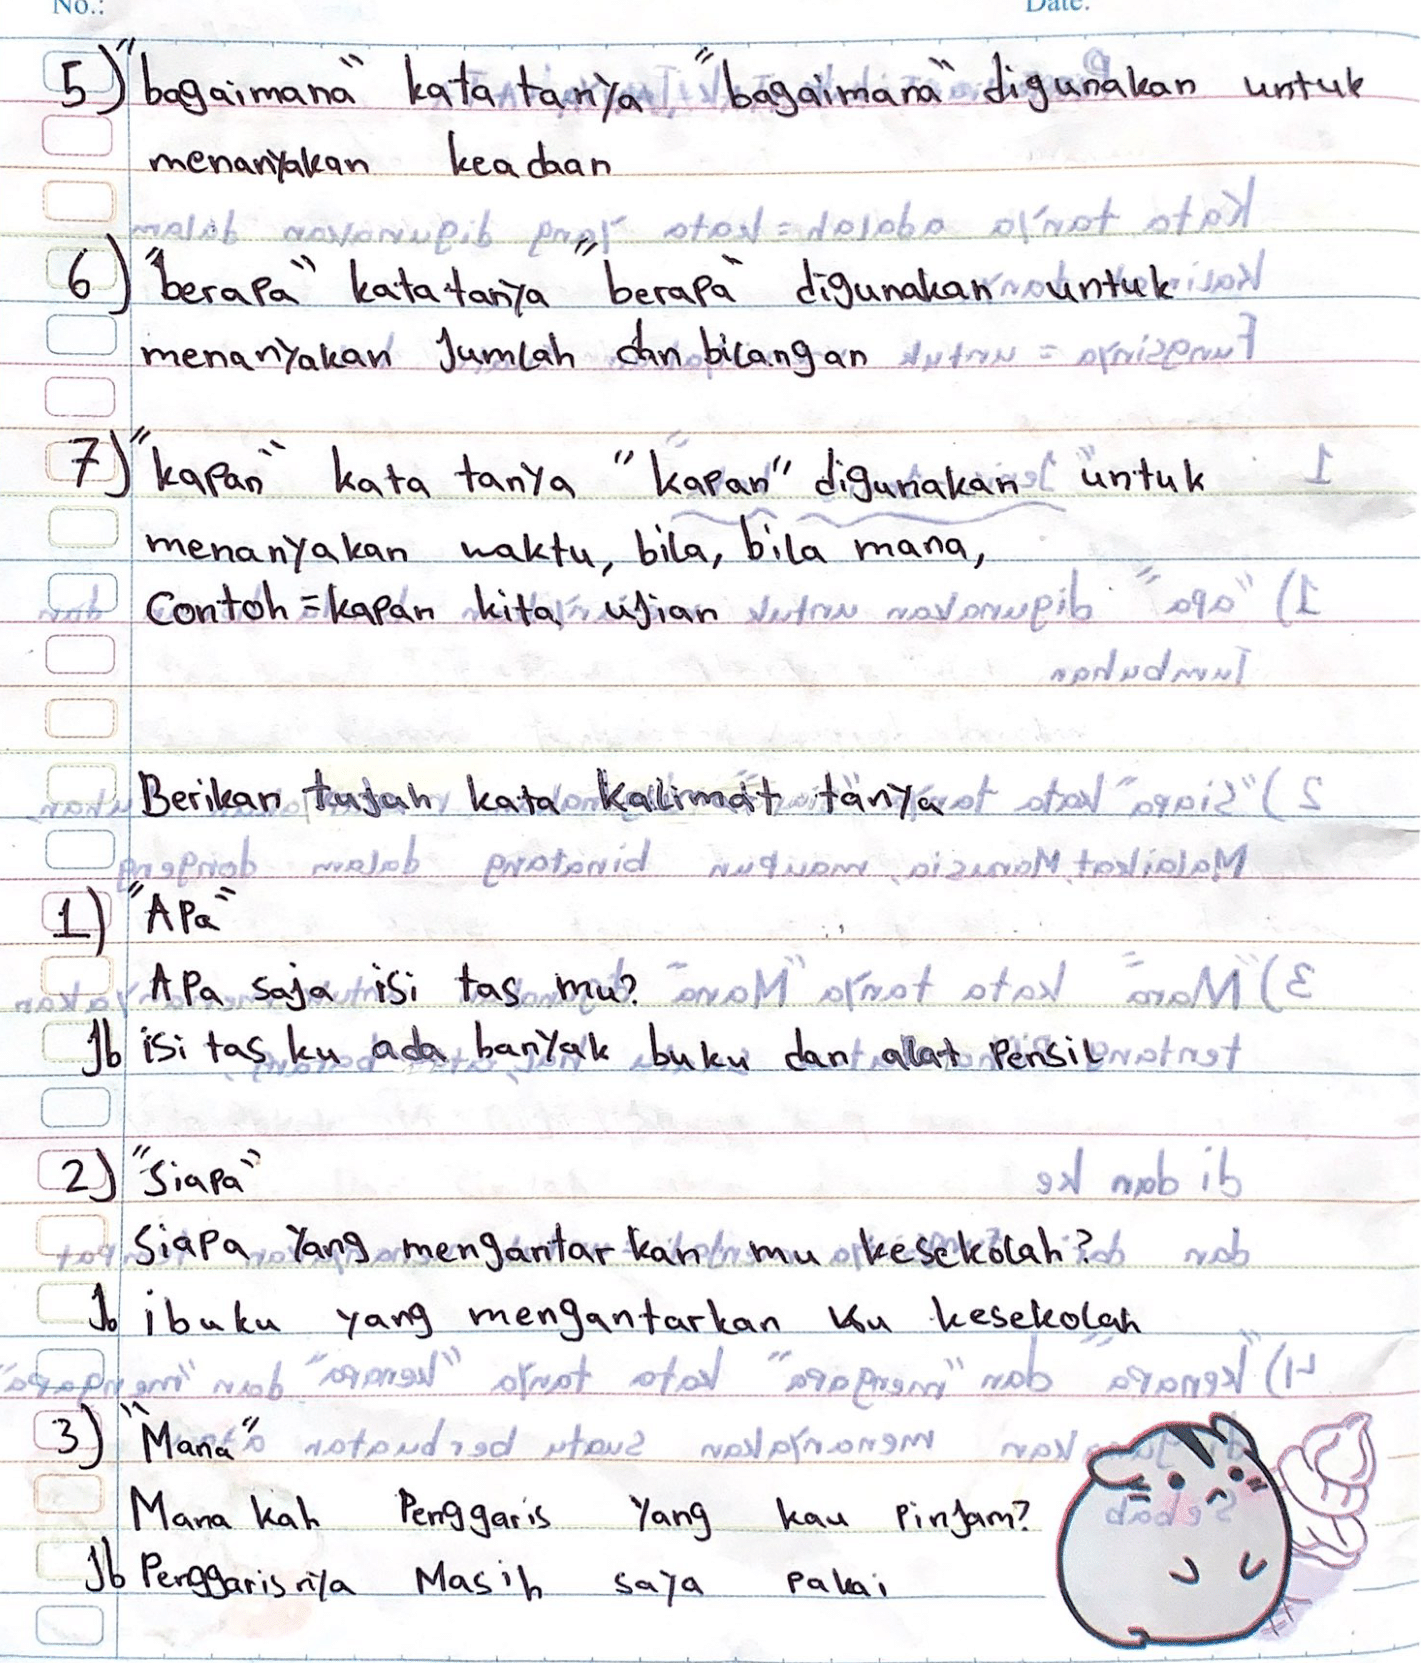 No.: Date:
5) "bagaimana" kata tanya "bagaimana" digunakan untuk
menanyakan keadaan
6) "berapa" kata tanya "berapa" digunakan untuk
menanyakan Jumlah dan bilangan
7) "kapan" kata tanya "kapan" digunakan untuk
menanyakan waktu, bila, bila mana,
Contoh = kapan kita ujian
Berikan tujah kata kalimat tanya
1) "APa"
APa saja isi tas mu?
Jb isi tas ku ada banyak buku dan alat Pensil
2) "Siapa"
Siapa Yang mengantar kan mu kesekolah?
Jb ibuku yang mengantarkan ku kesekolah
3) "Mana"
Mana kah Penggaris Yang kau Pinjam?
Jb Penggaris nya Masih saya Pakai